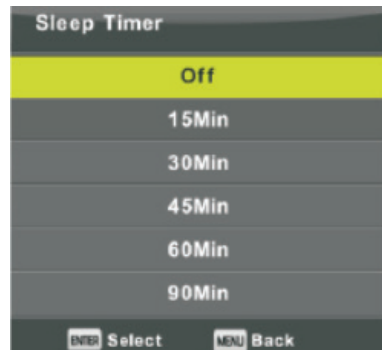 Sleep Timer
Off
15Min
30Min
45Min
60Min
90Min
ENTER Select MENU Back